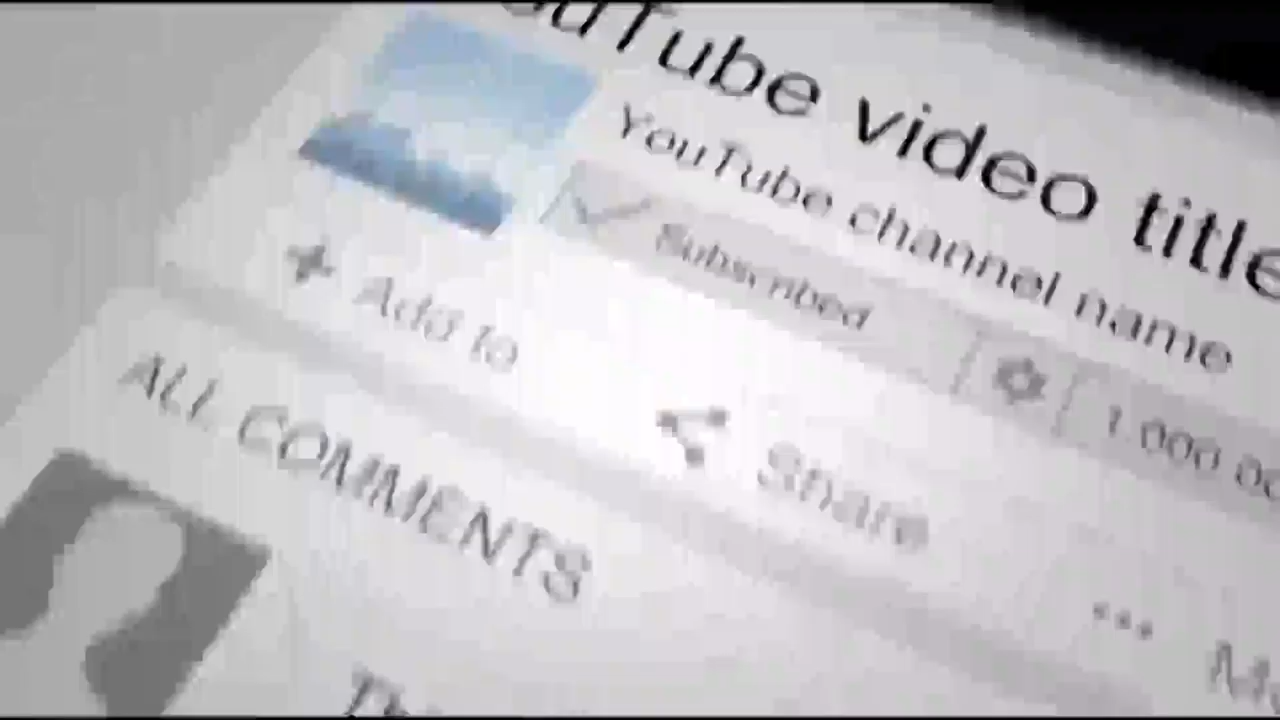 YouTube video title
YouTube channel name
Subscribed
Add to
Share
ALL COMMENTS